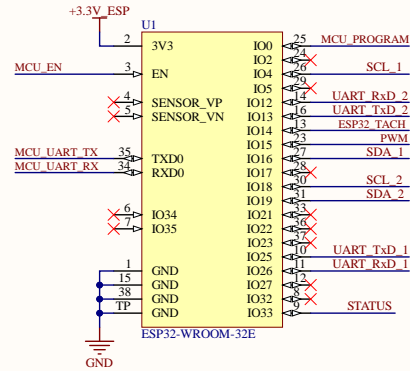 +3.3V_ESP
U1
2 3V3 IO0 25 MCU_PROGRAM
IO2 24
MCU_EN 3 EN IO4 26 SCL_1
IO5 29
4 SENSOR_VP IO12 14 UART_RxD_2
5 SENSOR_VN IO13 16 UART_TxD_2
IO14 13 ESP32_TACH
IO15 23 PWM
MCU_UART_TX 35 TXD0 IO16 27 SDA_1
MCU_UART_RX 34 RXD0 IO17 28
IO18 30 SCL_2
IO19 31 SDA_2
6 IO34 IO21 33
7 IO35 IO22 36
IO23 37
IO25 10 UART_TxD_1
1 GND IO26 11 UART_RxD_1
15 GND IO27 12
38 GND IO32 8
TP GND IO33 9 STATUS
ESP32-WROOM-32E
GND